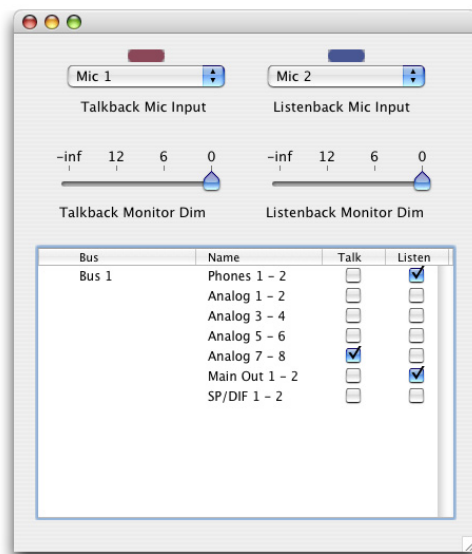 Mic 1 Mic 2
Talkback Mic Input Listenback Mic Input
-inf 12 6 0 -inf 12 6 0
Talkback Monitor Dim Listenback Monitor Dim
Bus Name Talk Listen
Bus 1 Phones 1 - 2
Analog 1 - 2
Analog 3 - 4
Analog 5 - 6
Analog 7 - 8
Main Out 1 - 2
SP/DIF 1 - 2